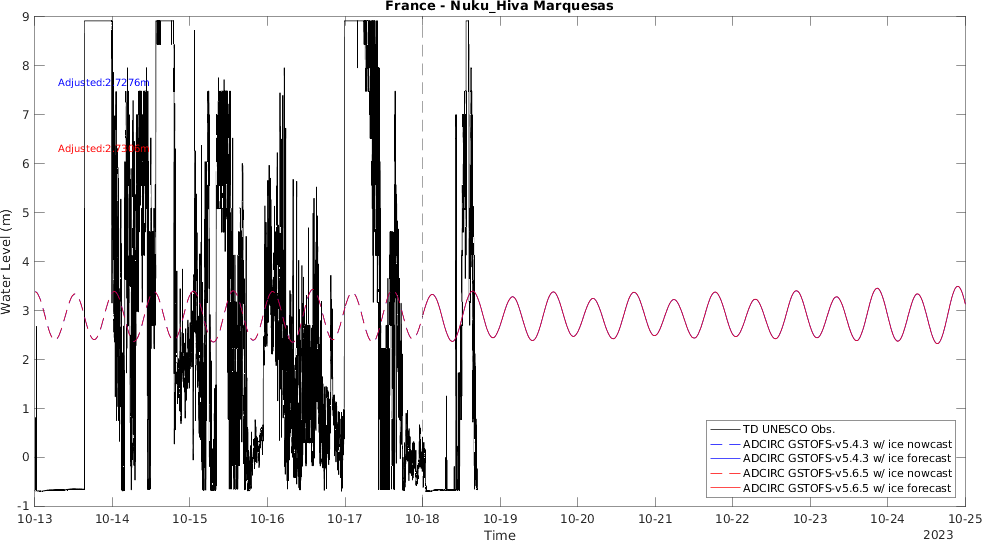 France - Nuku_Hiva Marquesas
Water Level (m)
9
8
7
6
5
4
3
2
1
0
-1
Adjusted:2.7276m
10-13
10-14
10-15
10-16
10-17
10-18
10-19
10-20
10-21
10-22
10-23
10-24
10-25
Time
2023
TD UNESCO Obs.
ADCIRC GSTOFS-v5.4.3 w/ ice nowcast
ADCIRC GSTOFS-v5.4.3 w/ ice forecast
ADCIRC GSTOFS-v5.6.5 w/ ice nowcast
ADCIRC GSTOFS-v5.6.5 w/ ice forecast